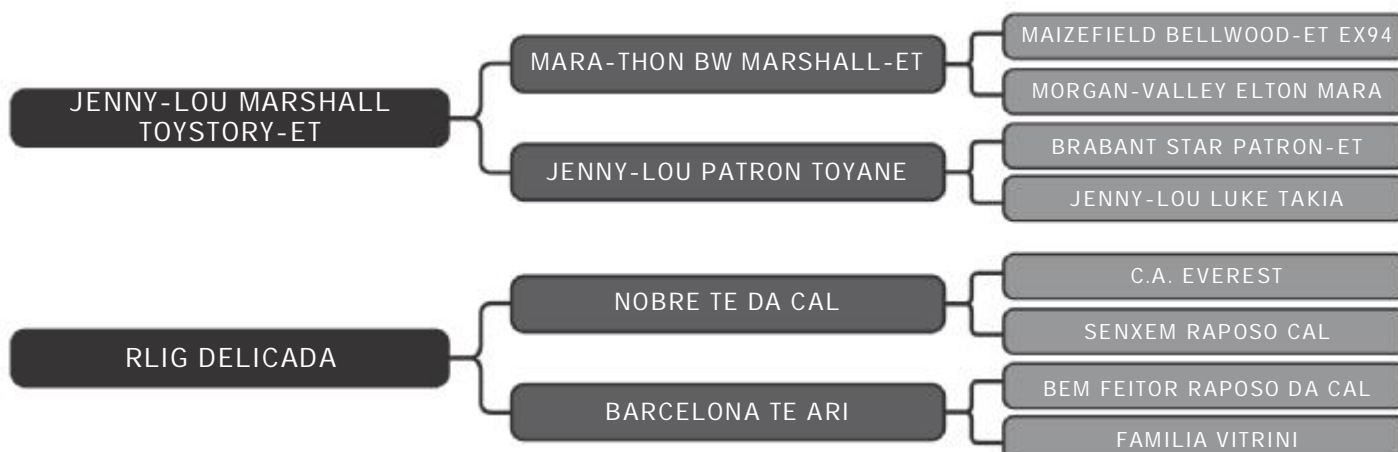 MAIZEFIELD BELLWOOD-ET EX94
MARA-THON BW MARSHALL-ET
MORGAN-VALLEY ELTON MARA
JENNY-LOU MARSHALL
TOYSTORY-ET
BRABANT STAR PATRON-ET
JENNY-LOU PATRON TOYANE
JENNY-LOU LUKE TAKIA
C.A. EVEREST
NOBRE TE DA CAL
SENXEM RAPOSO CAL
RLIG DELICADA
BEM FEITOR RAPOSO DA CAL
BARCELONA TE ARI
FAMILIA VITRINI